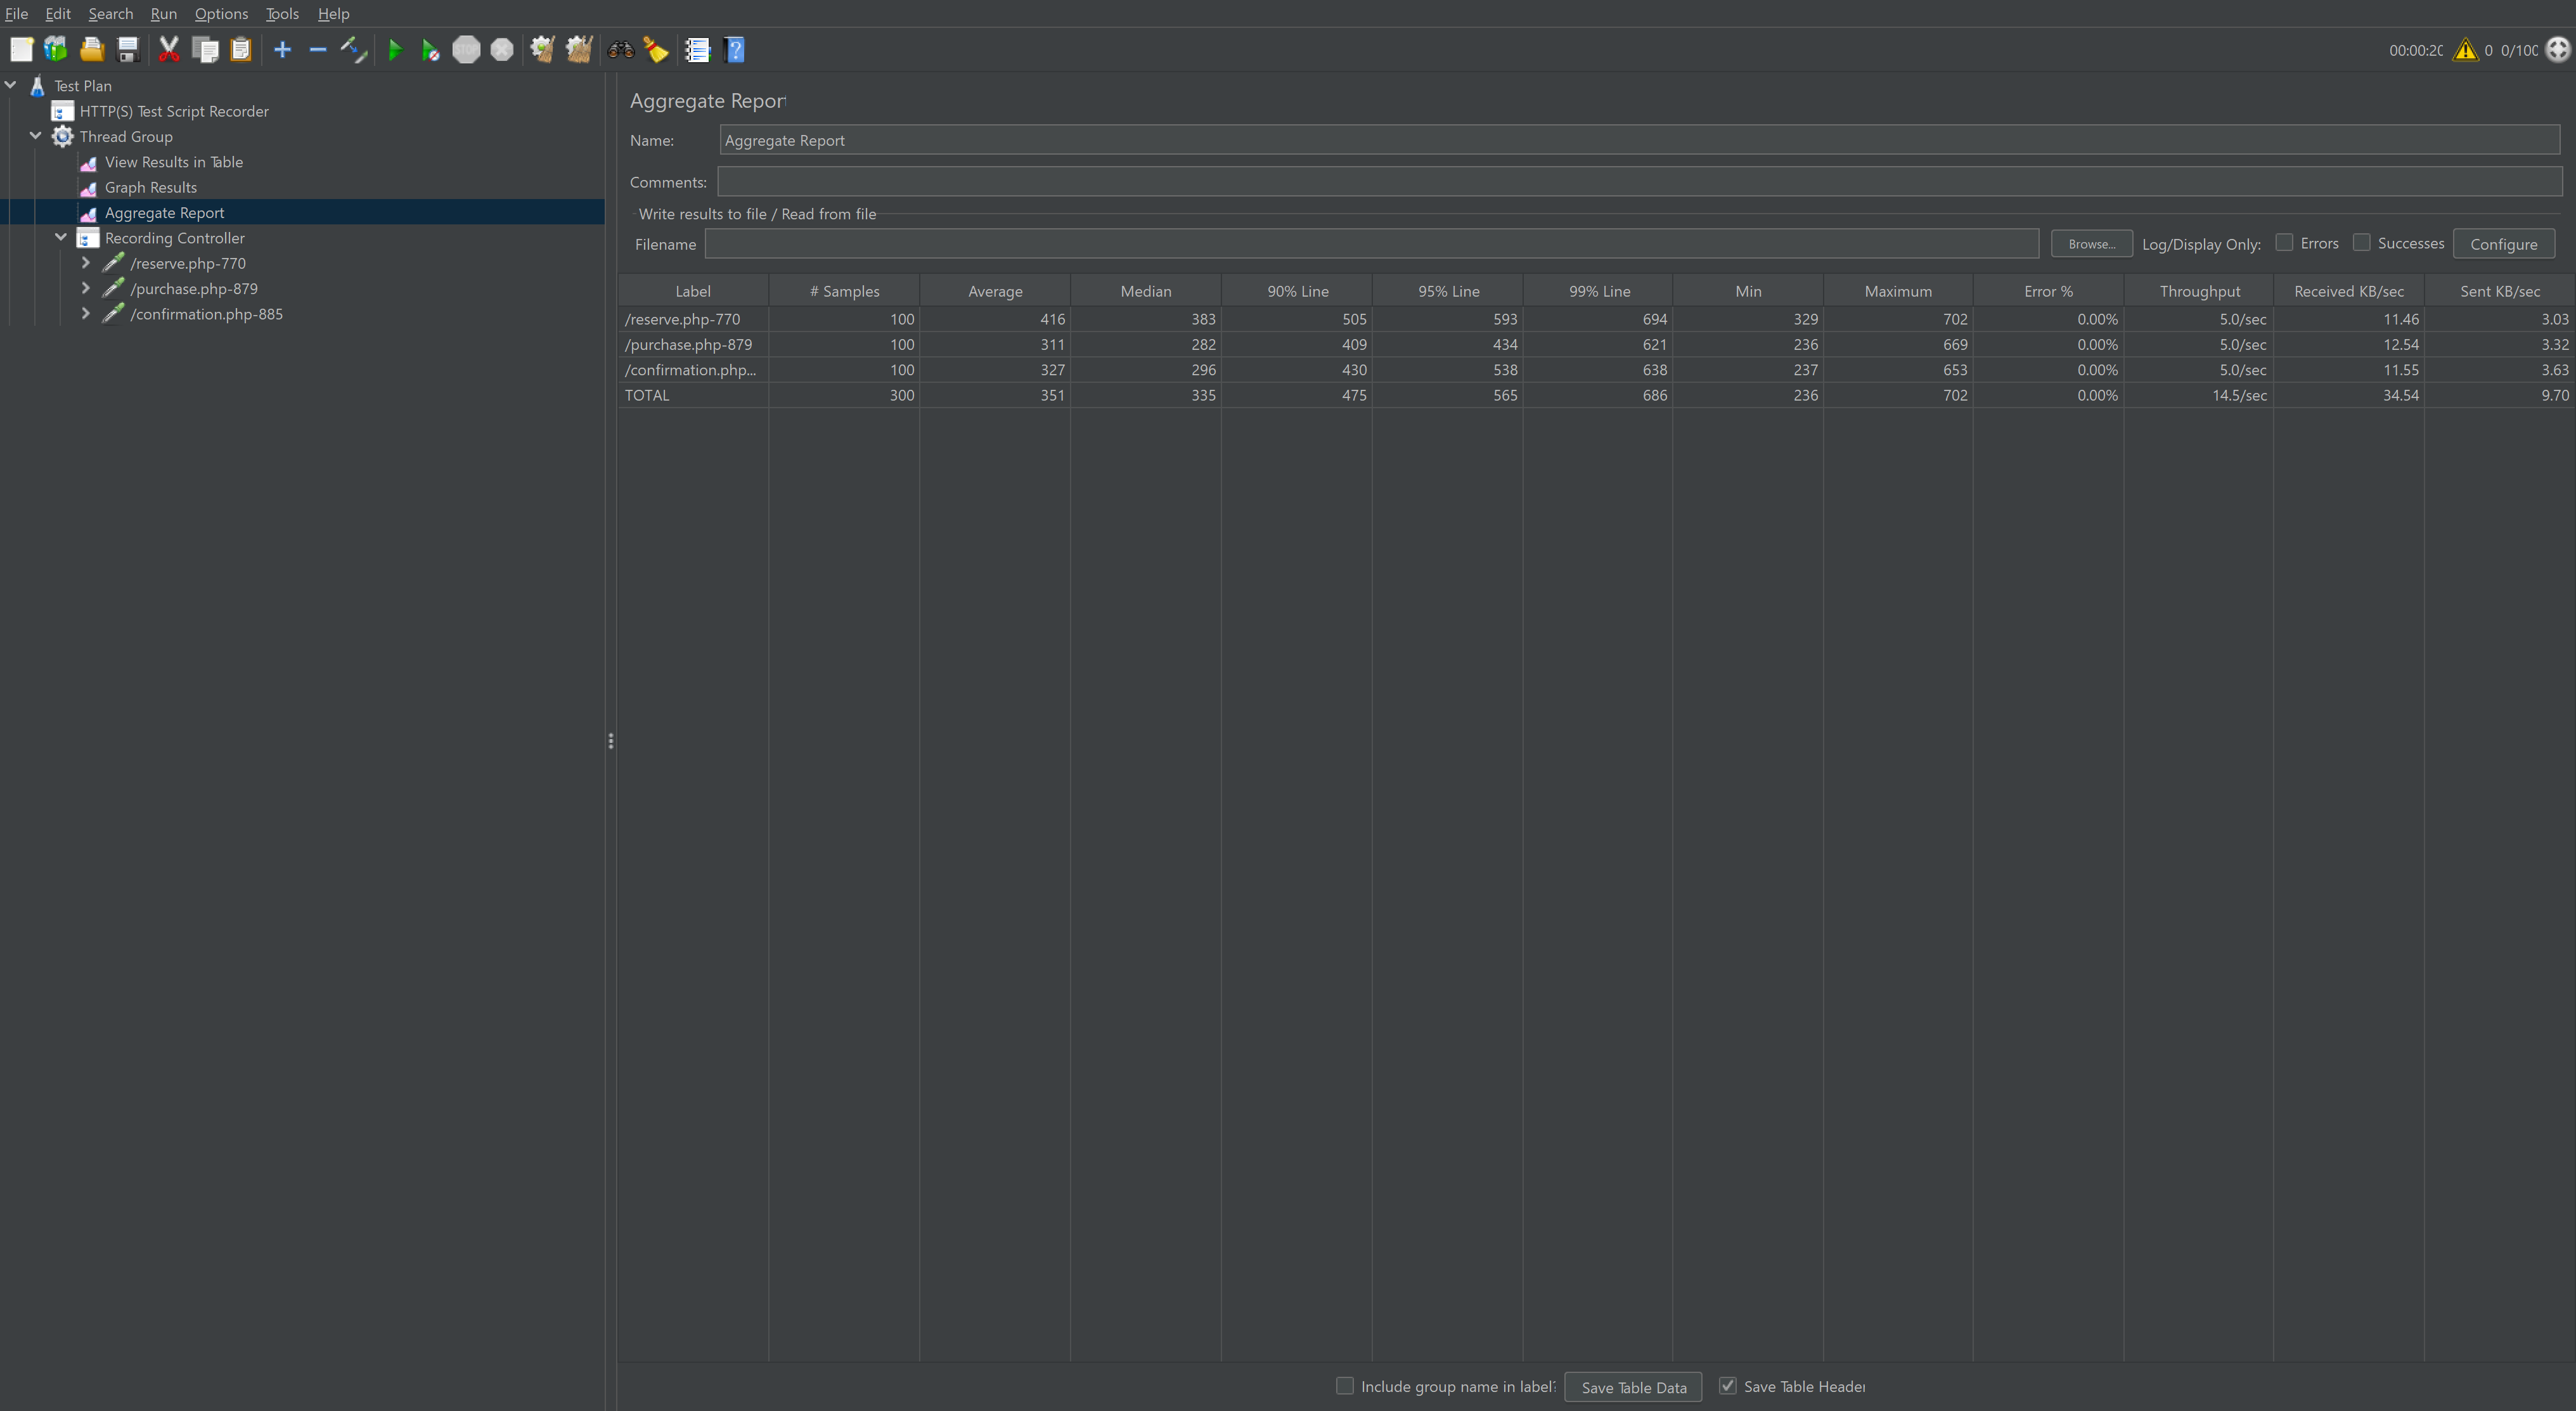 File Edit Search Run Options Tools Help
STOP
00:00:20 0 0/100
Test Plan
HTTP(S) Test Script Recorder
Thread Group
View Results in Table
Graph Results
Aggregate Report
Recording Controller
/reserve.php-770
/purchase.php-879
/confirmation.php-885
Aggregate Report
Name: Aggregate Report
Comments:
Write results to file / Read from file
Filename Browse... Log/Display Only: Errors Successes Configure
Label # Samples Average Median 90% Line 95% Line 99% Line Min Maximum Error % Throughput Received KB/sec Sent KB/sec
/reserve.php-770 100 416 383 505 593 694 329 702 0.00% 5.0/sec 11.46 3.03
/purchase.php-879 100 311 282 409 434 621 236 669 0.00% 5.0/sec 12.54 3.32
/confirmation.php... 100 327 296 430 538 638 237 653 0.00% 5.0/sec 11.55 3.63
TOTAL 300 351 335 475 565 686 236 702 0.00% 14.5/sec 34.54 9.70
Include group name in label? Save Table Data Save Table Header